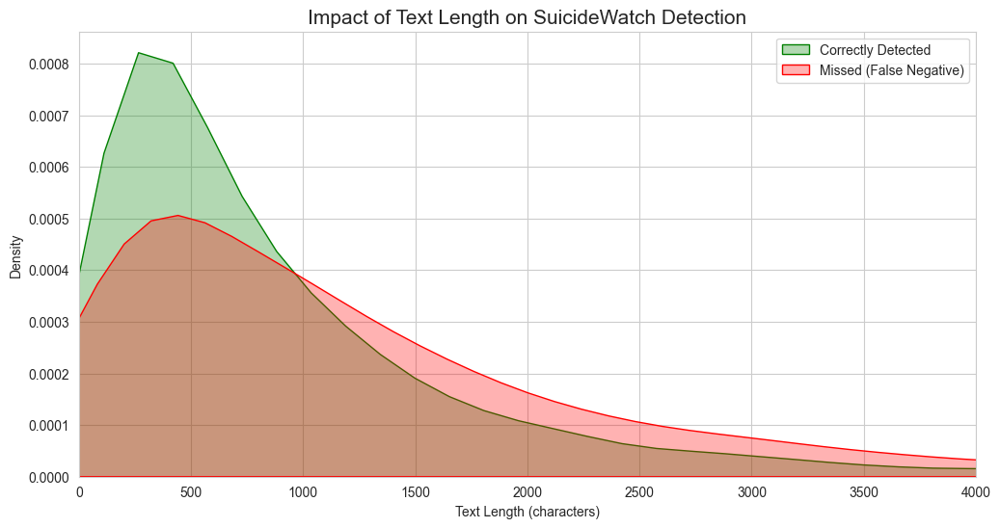 Impact of Text Length on SuicideWatch Detection
Correctly Detected
Missed (False Negative)
Density
0.0008
0.0007
0.0006
0.0005
0.0004
0.0003
0.0002
0.0001
0.0000
0 500 1000 1500 2000 2500 3000 3500 4000
Text Length (characters)